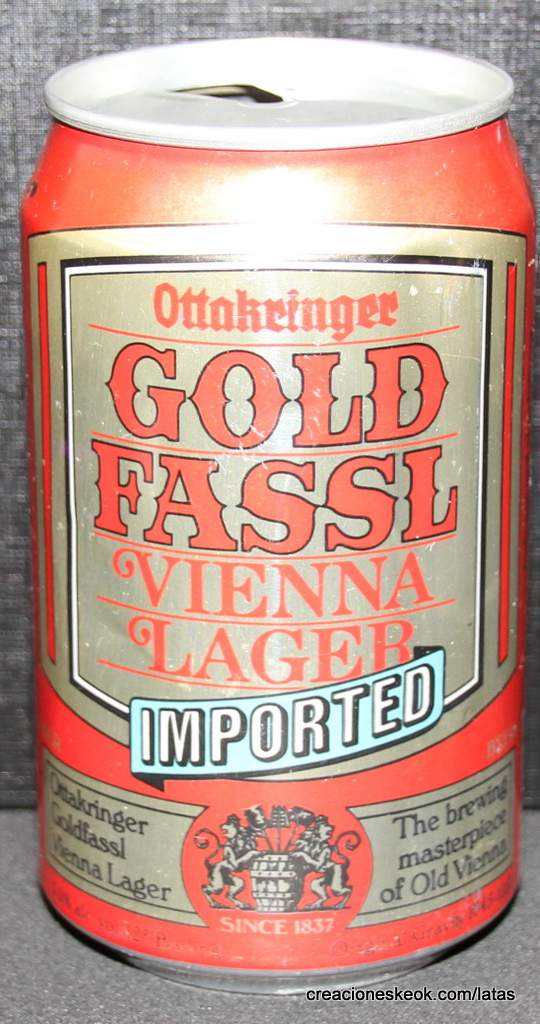 Ottakringer
GOLD
FASSL
VIENNA
LAGER
IMPORTED
Ottakringer
Goldfassl
Vienna Lager
The brewing
masterpiece
of Old Vienna
SINCE 1837
creacioneskeok.com/latas